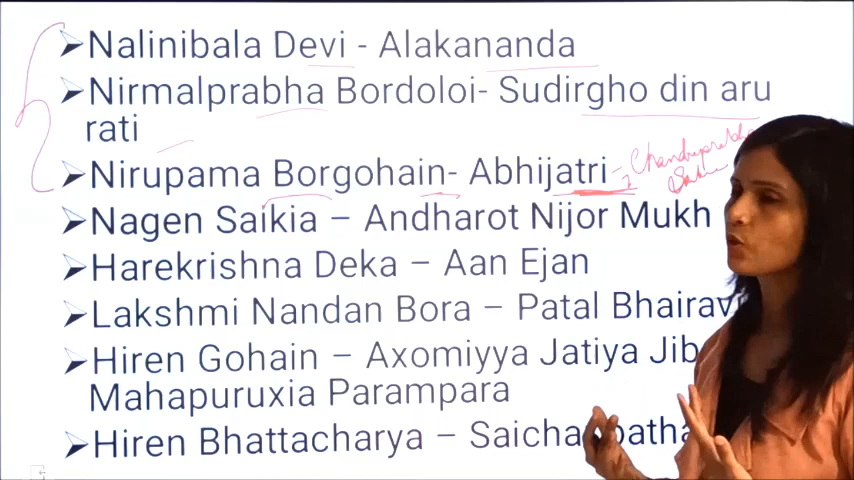 Nalinibala Devi - Alakananda
Nirmalprabha Bordoloi- Sudirgho din aru
rati
Nirupama Borgohain- Abhijatri - Chandraprabha
Nagen Saikia – Andharot Nijor Mukh
Harekrishna Deka – Aan Ejan
Lakshmi Nandan Bora – Patal Bhairav
Hiren Gohain – Axomiyya Jatiya Jib
Mahapuruxia Parampara
Hiren Bhattacharya –